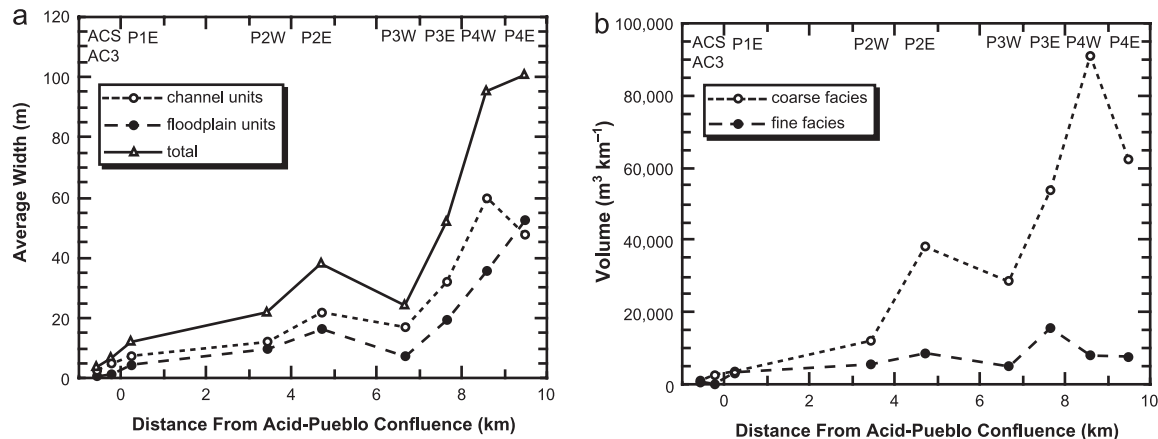 a
120
100
80
60
40
20
0
Average Width (m)
ACS P1E P2W P2E P3W P3E P4W P4E
AC3
channel units
floodplain units
total
0 2 4 6 8 10
Distance From Acid-Pueblo Confluence (km)
b
100,000
80,000
60,000
40,000
20,000
0
Volume (m³ km⁻¹)
ACS P1E P2W P2E P3W P3E P4W P4E
AC3
coarse facies
fine facies
0 2 4 6 8 10
Distance From Acid-Pueblo Confluence (km)